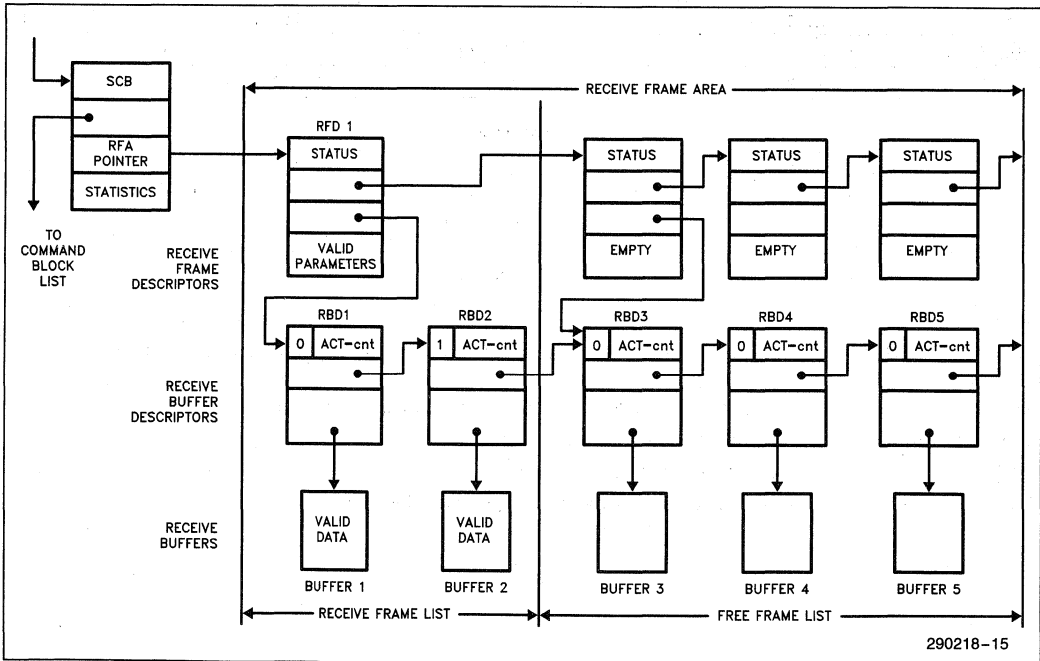 SCB
RFA
POINTER
STATISTICS
TO
COMMAND
BLOCK
LIST
RECEIVE FRAME AREA
RFD 1
STATUS
VALID
PARAMETERS
STATUS
EMPTY
STATUS
EMPTY
STATUS
EMPTY
RECEIVE
FRAME
DESCRIPTORS
RBD1
0 ACT-cnt
RBD2
1 ACT-cnt
RBD3
0 ACT-cnt
RBD4
0 ACT-cnt
RBD5
0 ACT-cnt
RECEIVE
BUFFER
DESCRIPTORS
RECEIVE
BUFFERS
VALID
DATA
BUFFER 1
VALID
DATA
BUFFER 2
BUFFER 3
BUFFER 4
BUFFER 5
RECEIVE FRAME LIST
FREE FRAME LIST
290218-15